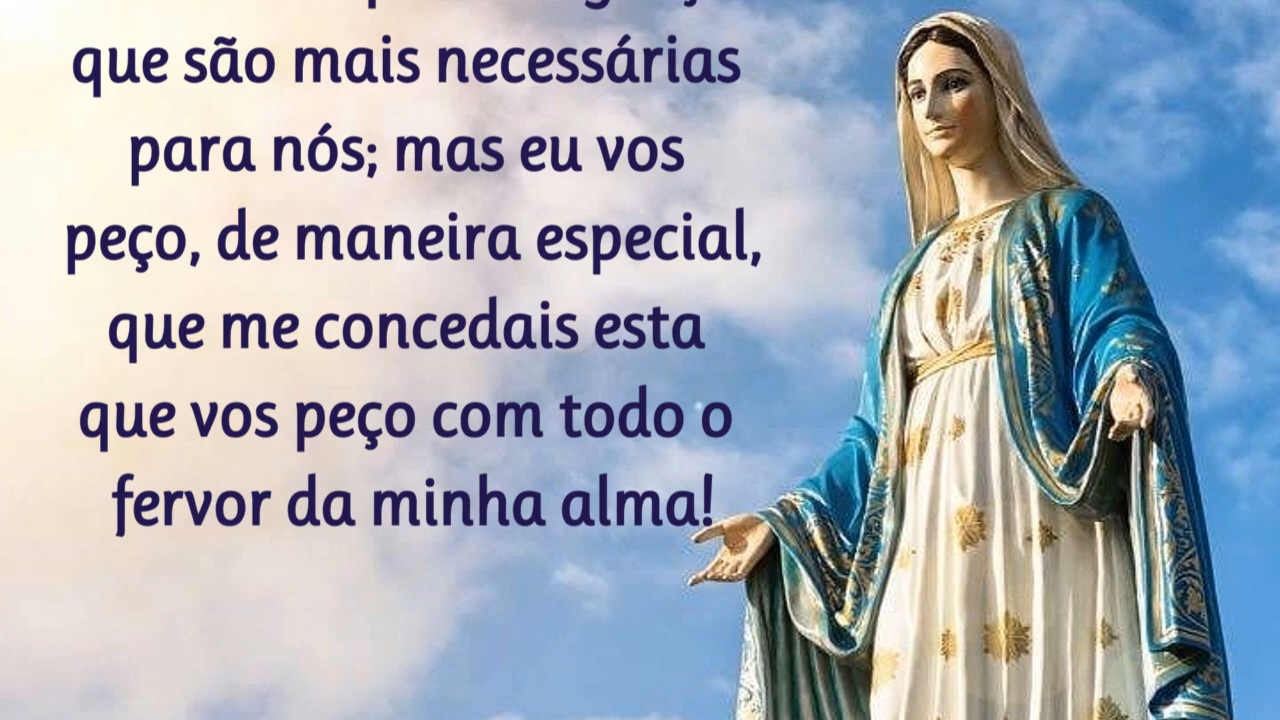 que são mais necessárias
para nós; mas eu vos
peço, de maneira especial,
que me concedais esta
que vos peço com todo o
fervor da minha alma!